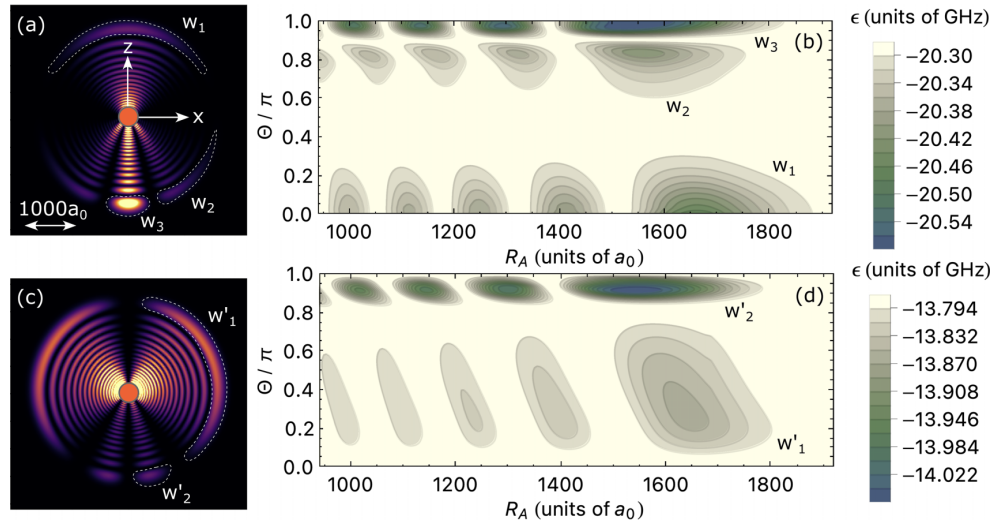 (a)
w₁
z
x
1000a₀
w₂
w₃
(b)
w₃
w₂
w₁
Θ / π
1.0
0.8
0.6
0.4
0.2
0.0
1000 1200 1400 1600 1800
R_A (units of a₀)
ϵ (units of GHz)
−20.30
−20.34
−20.38
−20.42
−20.46
−20.50
−20.54
(c)
w'₁
w'₂
(d)
w'₂
w'₁
Θ / π
1.0
0.8
0.6
0.4
0.2
0.0
1000 1200 1400 1600 1800
R_A (units of a₀)
ϵ (units of GHz)
−13.794
−13.832
−13.870
−13.908
−13.946
−13.984
−14.022